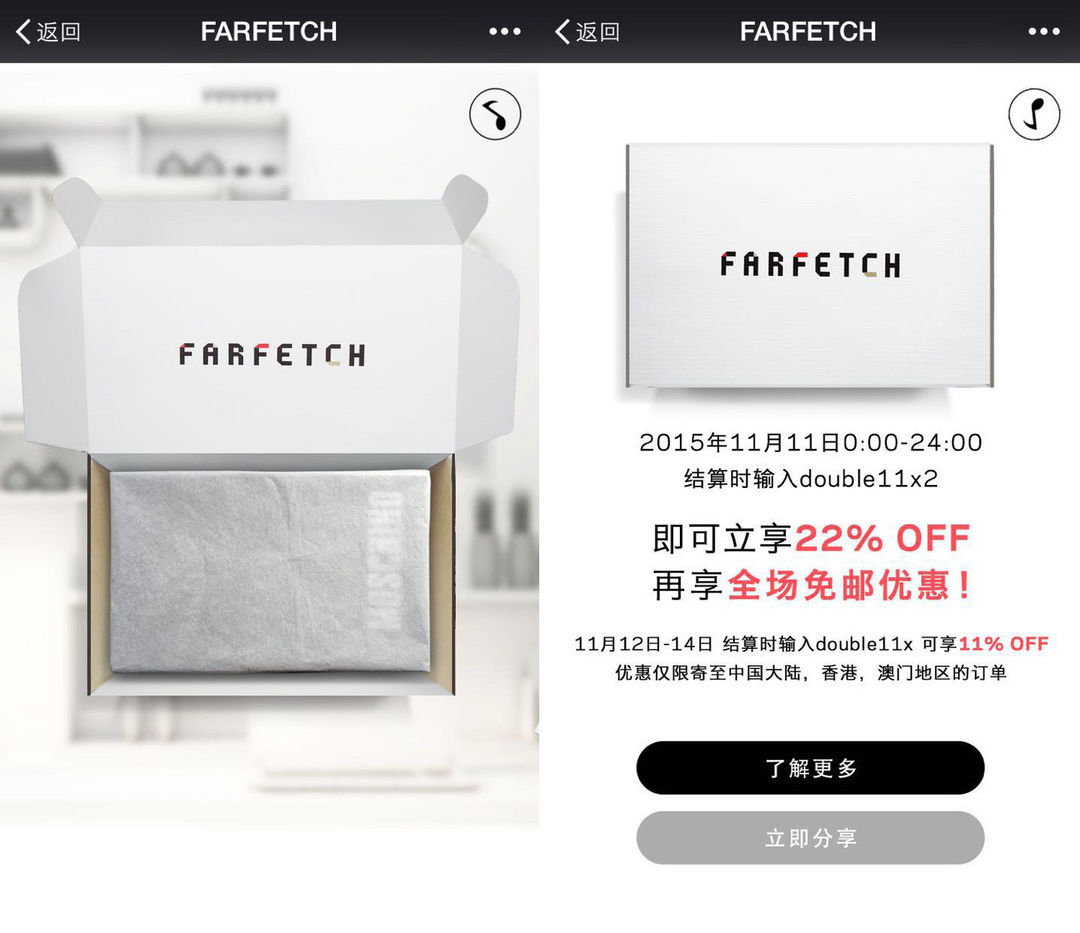 返回
FARFETCH
FARFETCH
MOSCHINO
返回
FARFETCH
FARFETCH
2015年11月11日0:00-24:00
结算时输入double11x2
即可立享22% OFF
再享全场免邮优惠！
11月12日-14日 结算时输入double11x 可享11% OFF
优惠仅限寄至中国大陆，香港，澳门地区的订单
了解更多
立即分享